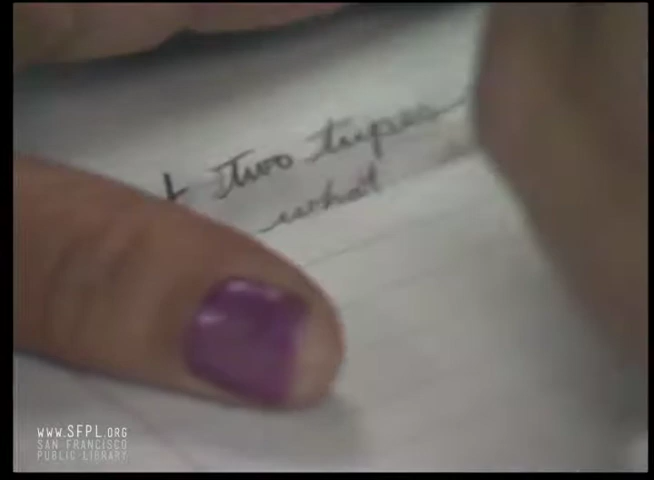 two types
what
www.SFPL.ORG
SAN FRANCISCO
PUBLIC LIBRARY